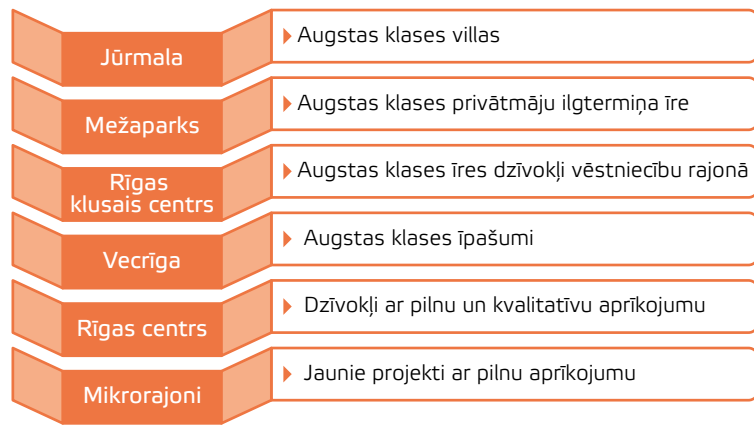 Jūrmala
Augstas klases villas
Mežaparks
Augstas klases privātmāju ilgtermiņa īre
Rīgas
klusais centrs
Augstas klases īres dzīvokļi vēstniecību rajonā
Vecrīga
Augstas klases īpašumi
Rīgas centrs
Dzīvokļi ar pilnu un kvalitatīvu aprīkojumu
Mikrorajoni
Jaunie projekti ar pilnu aprīkojumu